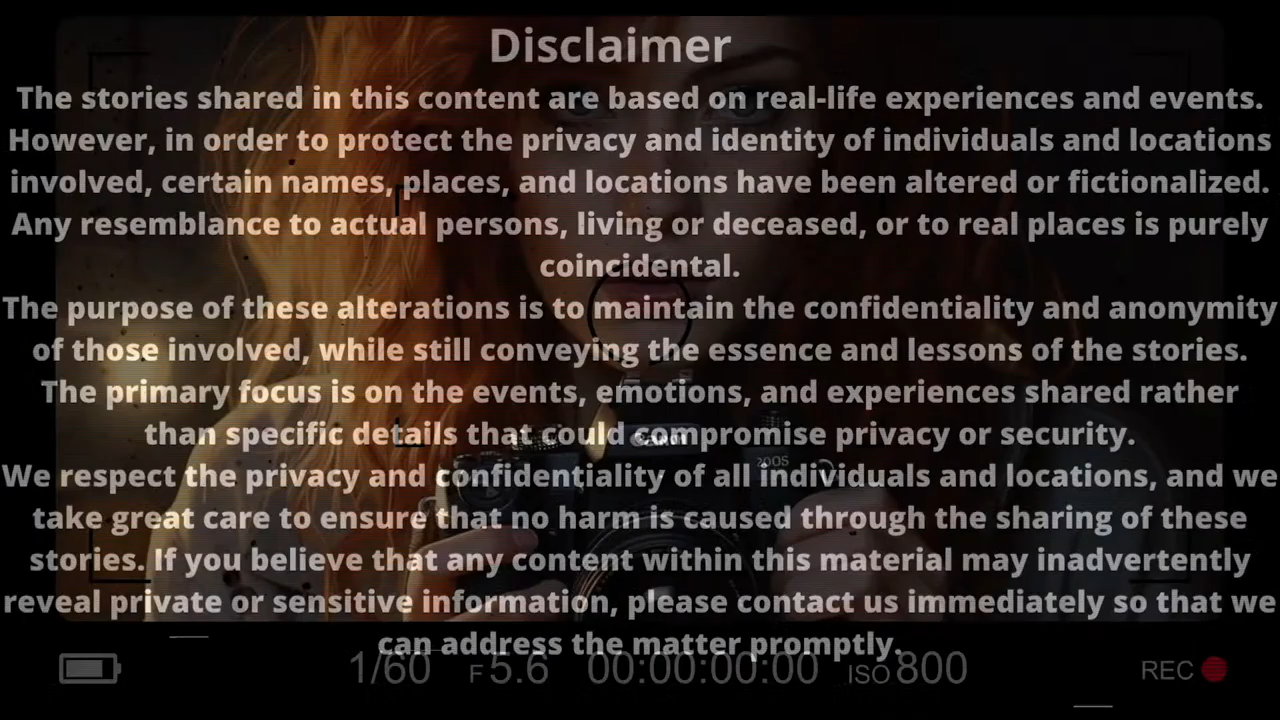 Disclaimer
The stories shared in this content are based on real-life experiences and events.
However, in order to protect the privacy and identity of individuals and locations
involved, certain names, places, and locations have been altered or fictionalized.
Any resemblance to actual persons, living or deceased, or to real places is purely
coincidental.
The purpose of these alterations is to maintain the confidentiality and anonymity
of those involved, while still conveying the essence and lessons of the stories.
The primary focus is on the events, emotions, and experiences shared rather
than specific details that could compromise privacy or security.
We respect the privacy and confidentiality of all individuals and locations, and we
take great care to ensure that no harm is caused through the sharing of these
stories. If you believe that any content within this material may inadvertently
reveal private or sensitive information, please contact us immediately so that we
can address the matter promptly.
1/60 F5.6 00:00:00:00 ISO800 REC